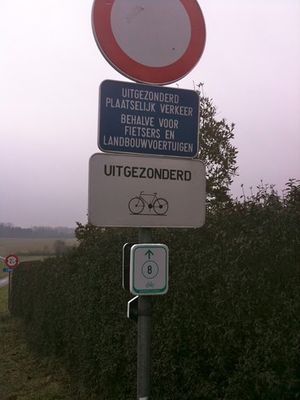 UITGEZONDERD
PLAATSELIJK VERKEER
BEHALVE VOOR
FIETSERS EN
LANDBOUWVOERTUIGEN
UITGEZONDERD
8